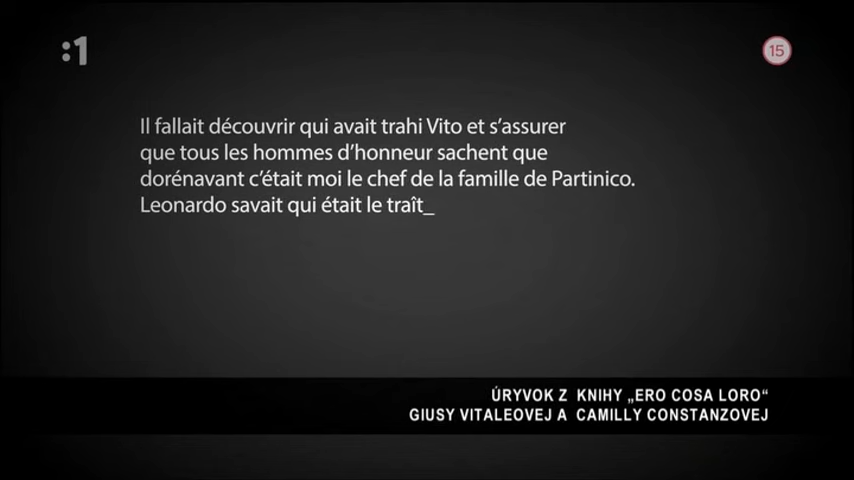 :1
15
Il fallait découvrir qui avait trahi Vito et s'assurer
que tous les hommes d'honneur sachent que
dorénavant c'était moi le chef de la famille de Partinico.
Leonardo savait qui était le traît_
ÚRYVOK Z KNIHY „ERO COSA LORO“
GIUSY VITALEOVEJ A CAMILLY CONSTANZOVEJ